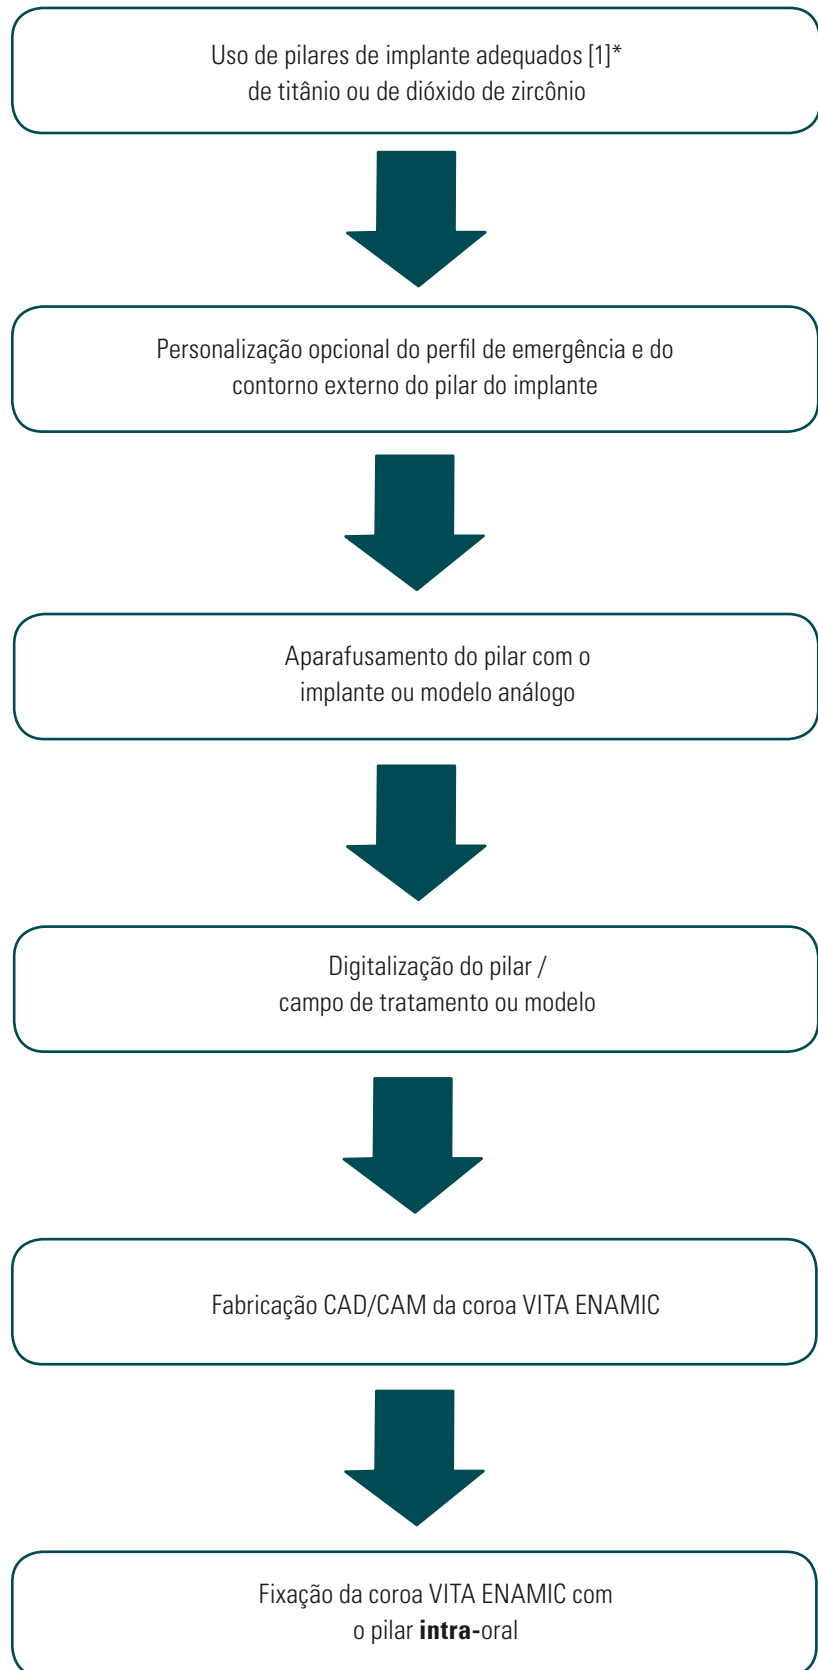 Uso de pilares de implante adequados [1]*
de titânio ou de dióxido de zircônio
Personalização opcional do perfil de emergência e do
contorno externo do pilar do implante
Aparafusamento do pilar com o
implante ou modelo análogo
Digitalização do pilar /
campo de tratamento ou modelo
Fabricação CAD/CAM da coroa VITA ENAMIC
Fixação da coroa VITA ENAMIC com
o pilar intra-oral